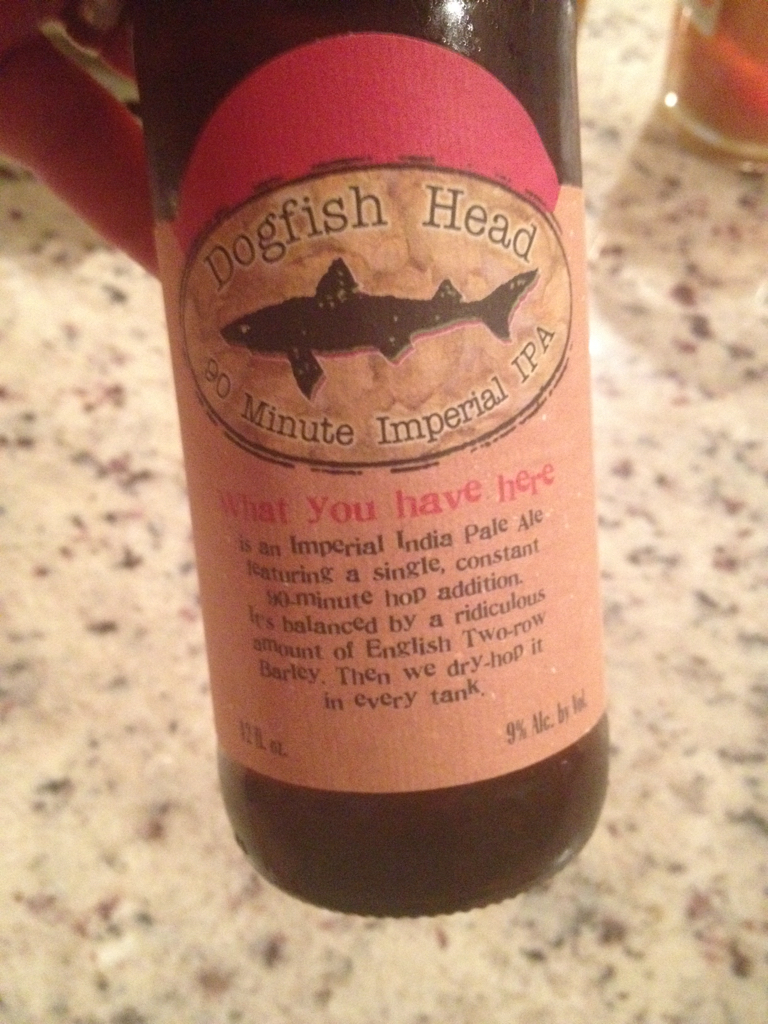 Dogfish Head
90 Minute Imperial IPA
What you have here
is an Imperial India Pale Ale
featuring a single, constant
90-minute hop addition.
It's balanced by a ridiculous
amount of English Two-row
Barley. Then we dry-hop it
in every tank.
12 fl. oz.
9% Alc. by Vol.